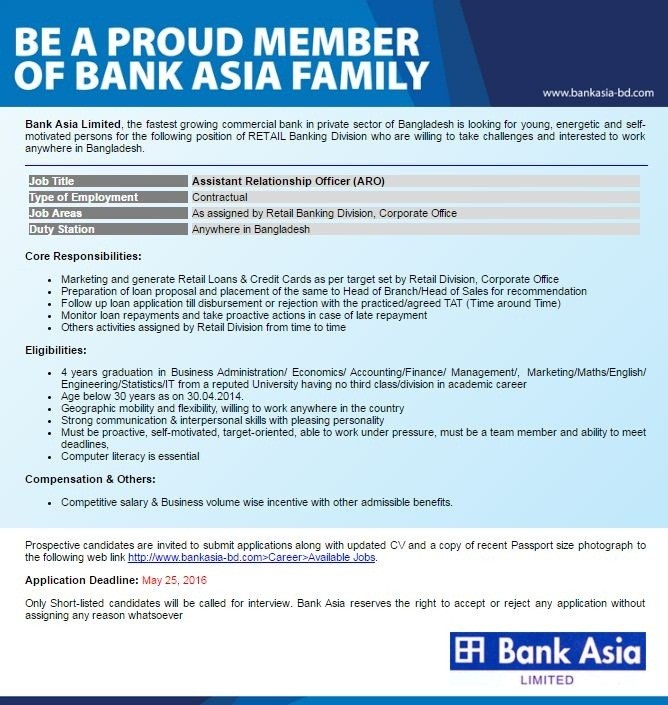 BE A PROUD MEMBER
OF BANK ASIA FAMILY
www.bankasia-bd.com
Bank Asia Limited, the fastest growing commercial bank in private sector of Bangladesh is looking for young, energetic and self-
motivated persons for the following position of RETAIL Banking Division who are willing to take challenges and interested to work
anywhere in Bangladesh.
Job Title Assistant Relationship Officer (ARO)
Type of Employment Contractual
Job Areas As assigned by Retail Banking Division, Corporate Office
Duty Station Anywhere in Bangladesh
Core Responsibilities:
• Marketing and generate Retail Loans & Credit Cards as per target set by Retail Division, Corporate Office
• Preparation of loan proposal and placement of the same to Head of Branch/Head of Sales for recommendation
• Follow up loan application till disbursement or rejection with the practiced/agreed TAT (Time around Time)
• Monitor loan repayments and take proactive actions in case of late repayment
• Others activities assigned by Retail Division from time to time
Eligibilities:
• 4 years graduation in Business Administration/ Economics/ Accounting/Finance/ Management/, Marketing/Maths/English/
Engineering/Statistics/IT from a reputed University having no third class/division in academic career
• Age below 30 years as on 30.04.2014.
• Geographic mobility and flexibility, willing to work anywhere in the country
• Strong communication & interpersonal skills with pleasing personality
• Must be proactive, self-motivated, target-oriented, able to work under pressure, must be a team member and ability to meet
deadlines,
• Computer literacy is essential
Compensation & Others:
• Competitive salary & Business volume wise incentive with other admissible benefits.
Prospective candidates are invited to submit applications along with updated CV and a copy of recent Passport size photograph to
the following web link http://www.bankasia-bd.com>Career>Available Jobs.
Application Deadline: May 25, 2016
Only Short-listed candidates will be called for interview. Bank Asia reserves the right to accept or reject any application without
assigning any reason whatsoever
Bank Asia
LIMITED